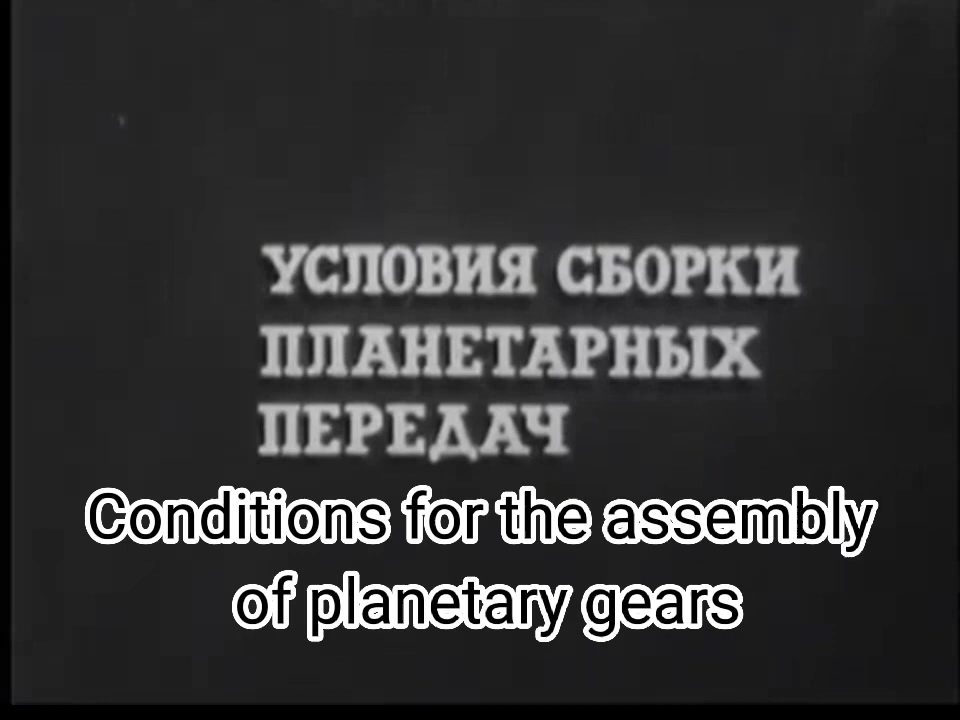 УСЛОВИЯ СБОРКИ
ПЛАНЕТАРНЫХ
ПЕРЕДАЧ
Conditions for the assembly
of planetary gears